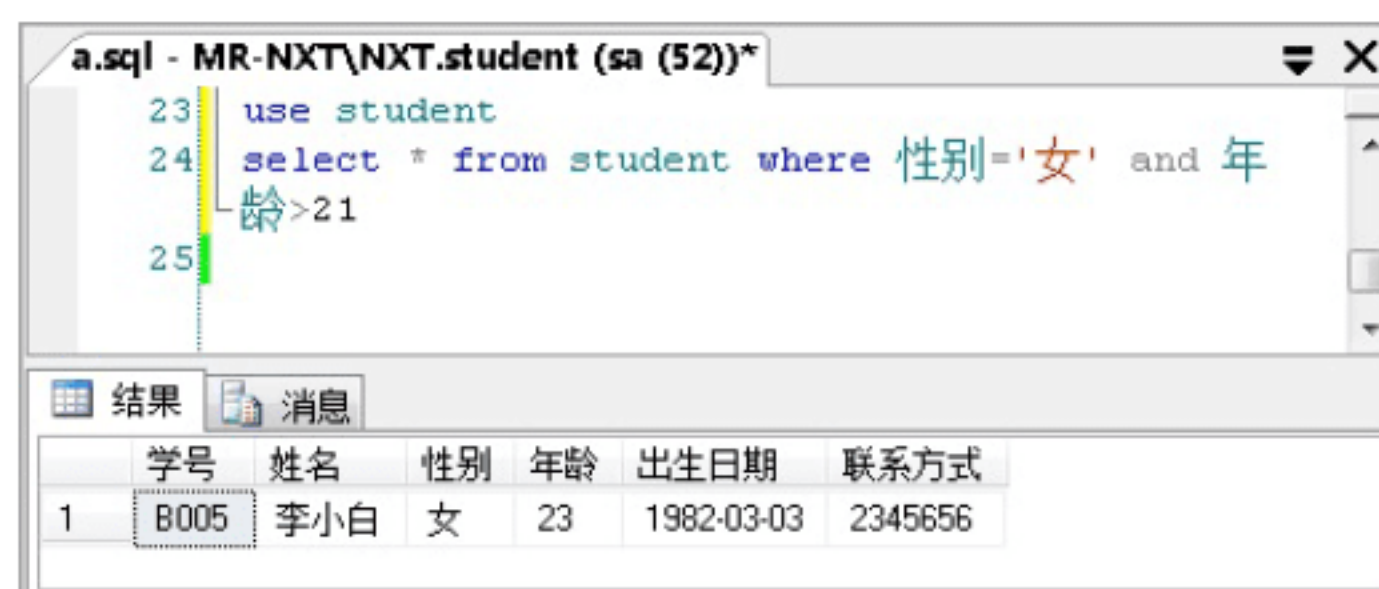 a.sql - MR-NXT\NXT.student (sa (52))*
23 use student
24 select * from student where 性别='女' and 年
龄>21
25
结果 消息
学号 姓名 性别 年龄 出生日期 联系方式
1 B005 李小白 女 23 1982-03-03 2345656